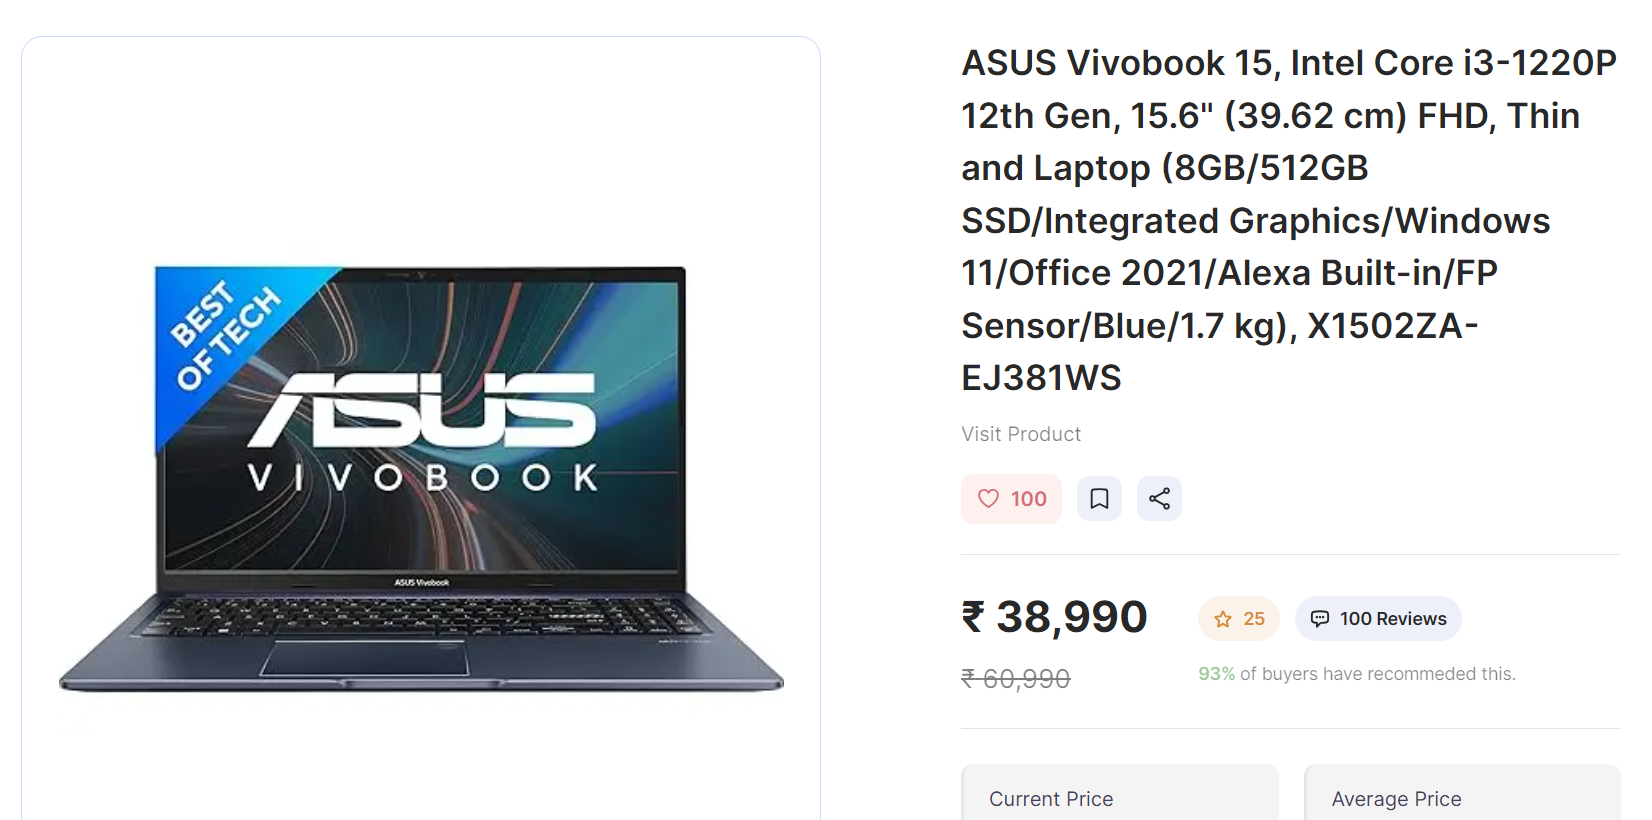 BEST
OF TECH
ASUS
VIVOBOOK
ASUS Vivobook
ASUS Vivobook 15, Intel Core i3-1220P
12th Gen, 15.6" (39.62 cm) FHD, Thin
and Laptop (8GB/512GB
SSD/Integrated Graphics/Windows
11/Office 2021/Alexa Built-in/FP
Sensor/Blue/1.7 kg), X1502ZA-
EJ381WS
Visit Product
100
₹ 38,990
25
100 Reviews
₹ 60,990
93% of buyers have recommeded this.
Current Price
Average Price